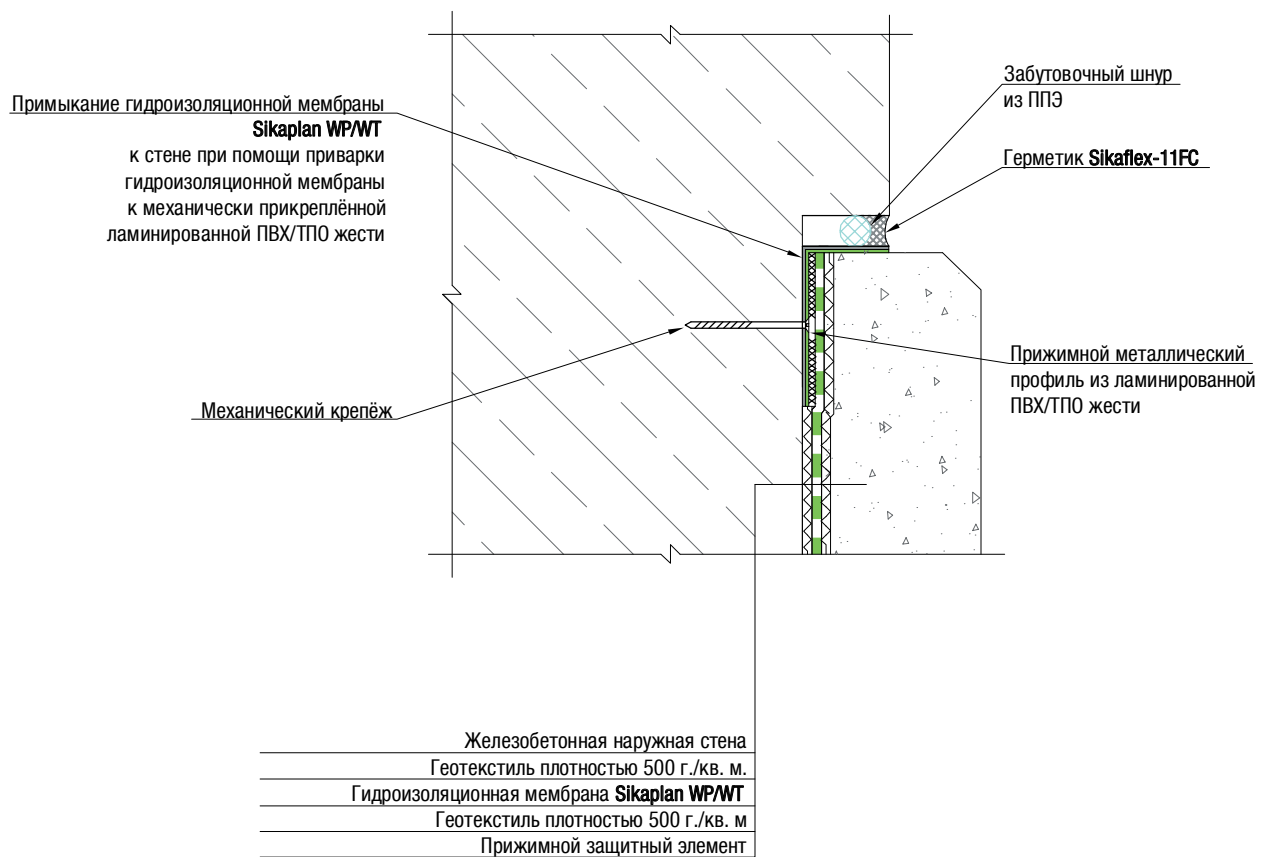 Примыкание гидроизоляционной мембраны
Sikaplan WP/WT
к стене при помощи приварки
гидроизоляционной мембраны
к механически прикреплённой
ламинированной ПВХ/ТПО жести
Забутовочный шнур
из ППЭ
Герметик Sikaflex-11FC
Прижимной металлический
профиль из ламинированной
ПВХ/ТПО жести
Механический крепёж
Железобетонная наружная стена
Геотекстиль плотностью 500 г./кв. м.
Гидроизоляционная мембрана Sikaplan WP/WT
Геотекстиль плотностью 500 г./кв. м
Прижимной защитный элемент